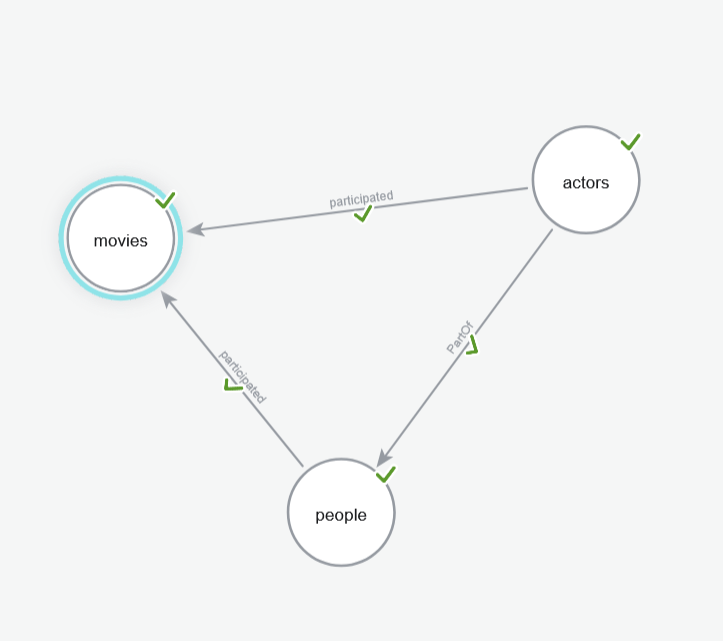 actors
participated
movies
PartOf
participated
people